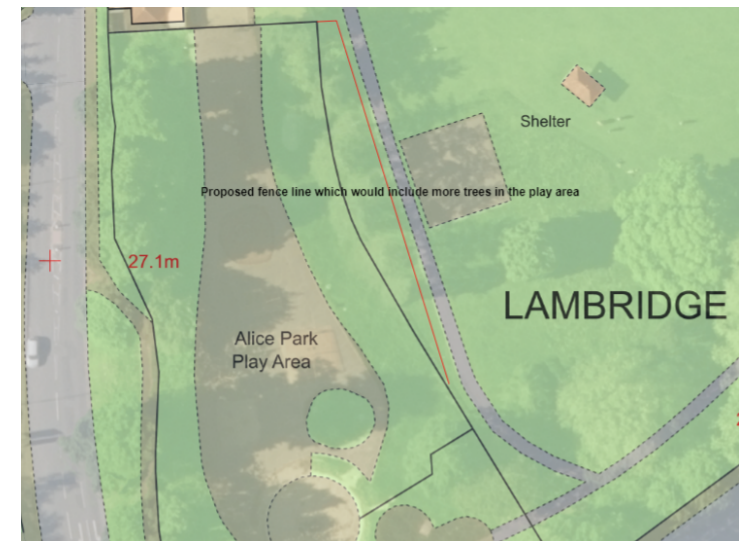 Shelter
Proposed fence line which would include more trees in the play area
27.1m
LAMBRIDGE
Alice Park
Play Area